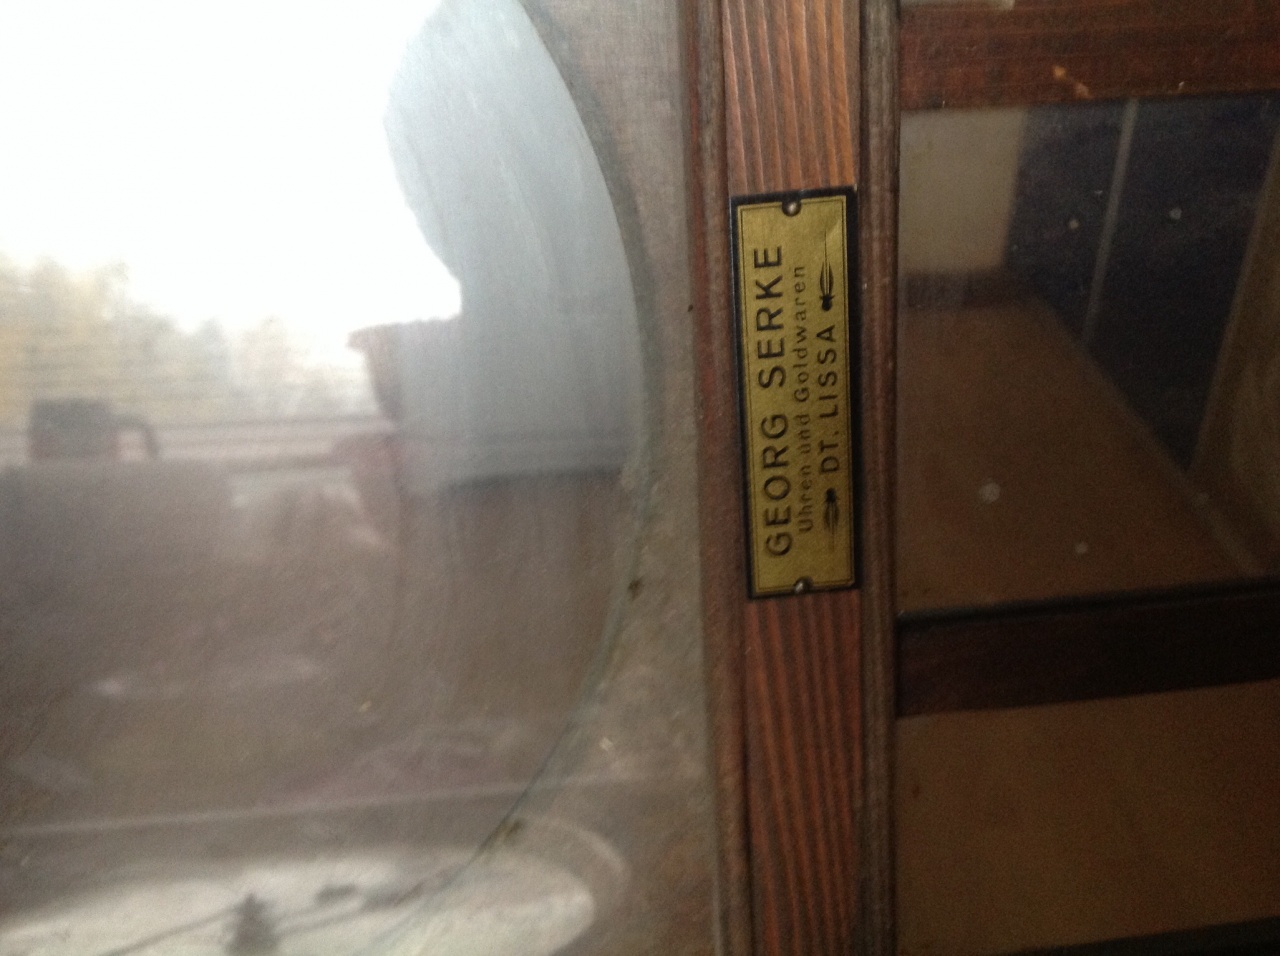 GEORG SERKE
Uhren und Goldwaren
DT. LISSA